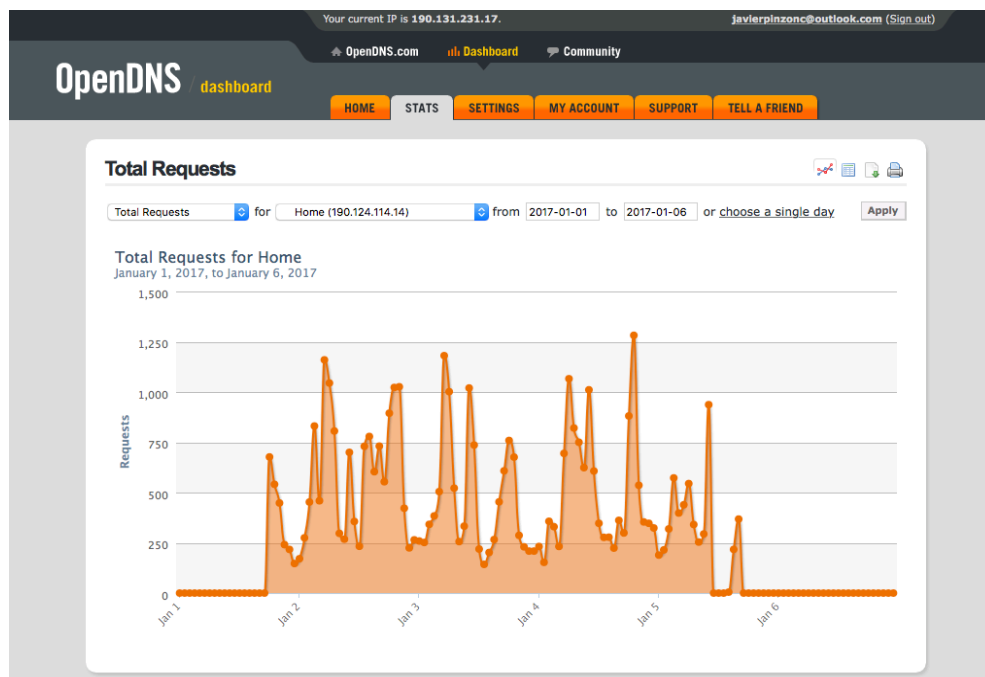 Your current IP is 190.131.231.17.
javierpinzonc@outlook.com (Sign out)
OpenDNS.com
Dashboard
Community
OpenDNS / dashboard
HOME
STATS
SETTINGS
MY ACCOUNT
SUPPORT
TELL A FRIEND
Total Requests
Total Requests for Home (190.124.114.14) from 2017-01-01 to 2017-01-06 or choose a single day Apply
Total Requests for Home
January 1, 2017, to January 6, 2017
1,500
1,250
1,000
750
500
250
0
Requests
Jan 1
Jan 2
Jan 3
Jan 4
Jan 5
Jan 6